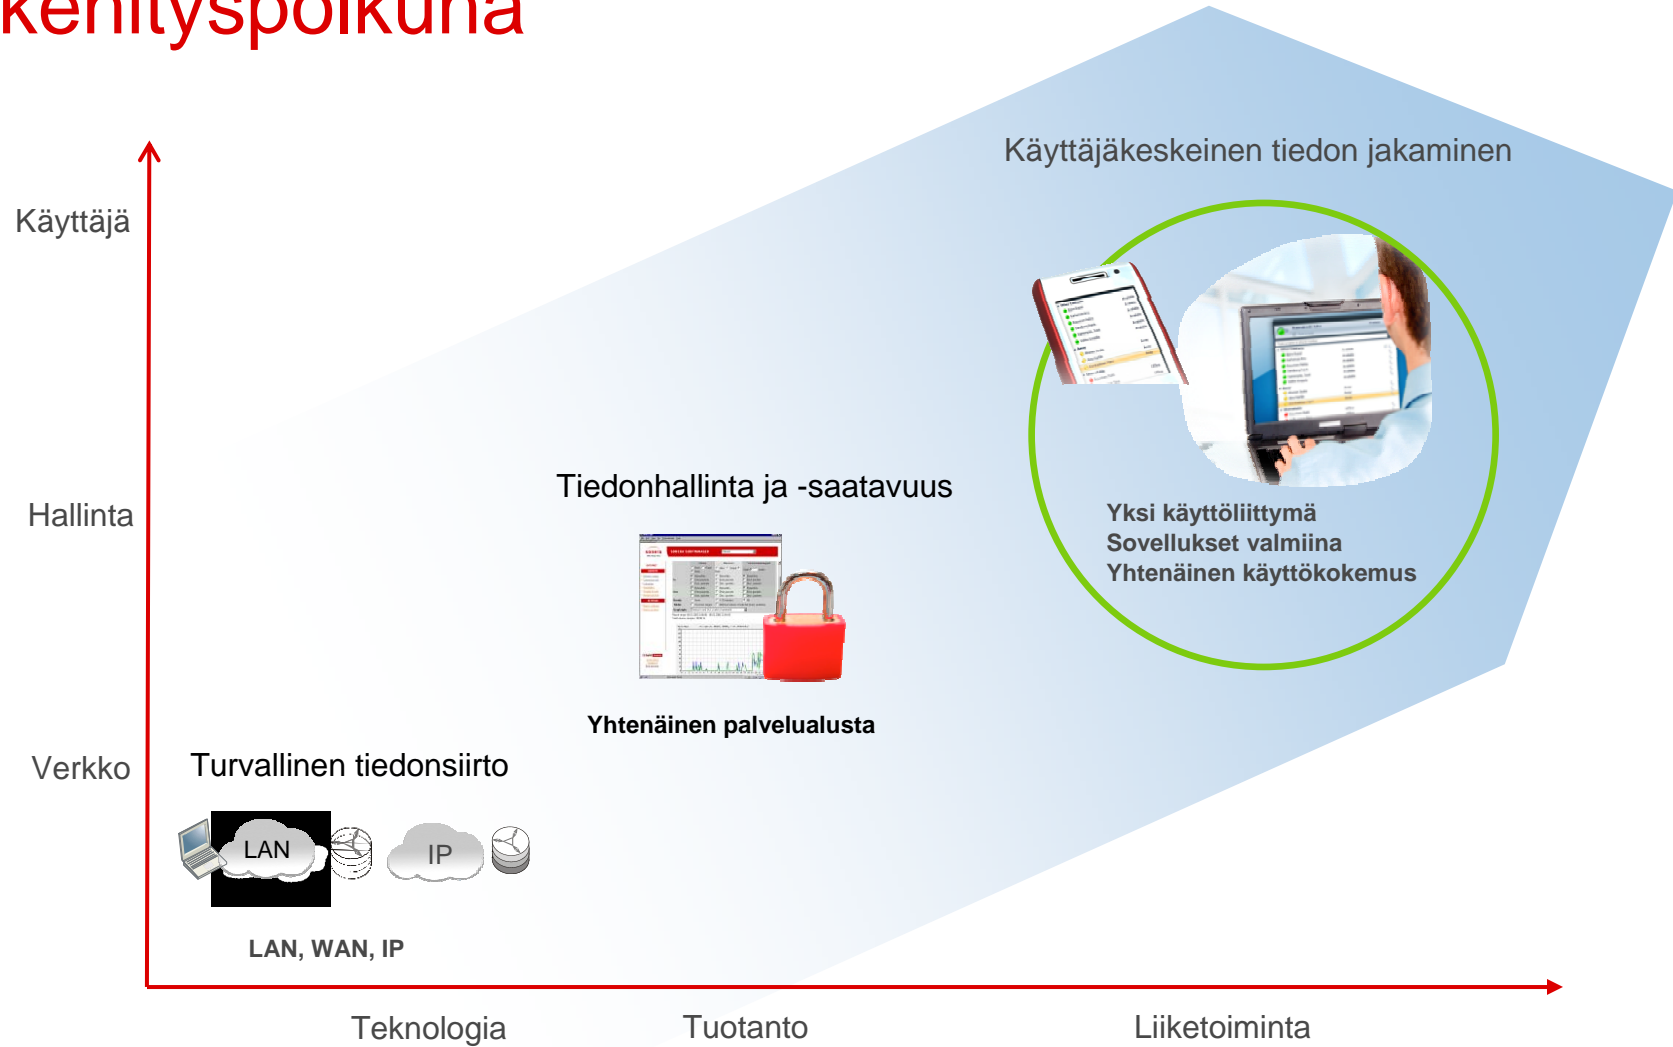 kehityspolkuna
Käyttäjäkeskeinen tiedon jakaminen
Käyttäjä
Tiedonhallinta ja -saatavuus
Hallinta
Yksi käyttöliittymä
Sovellukset valmiina
Yhtenäinen käyttökokemus
Yhtenäinen palvelualusta
Verkko
Turvallinen tiedonsiirto
LAN
IP
LAN, WAN, IP
Teknologia
Tuotanto
Liiketoiminta